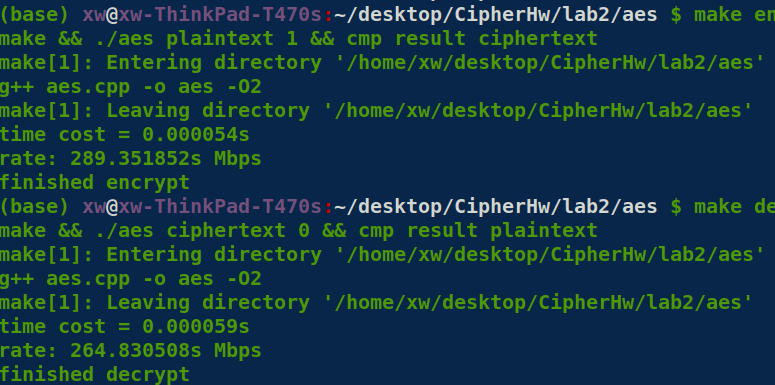 (base) xw@xw-ThinkPad-T470s:~/desktop/CipherHw/lab2/aes $ make en
make && ./aes plaintext 1 && cmp result ciphertext
make[1]: Entering directory '/home/xw/desktop/CipherHw/lab2/aes'
g++ aes.cpp -o aes -O2
make[1]: Leaving directory '/home/xw/desktop/CipherHw/lab2/aes'
time cost = 0.000054s
rate: 289.351852s Mbps
finished encrypt
(base) xw@xw-ThinkPad-T470s:~/desktop/CipherHw/lab2/aes $ make de
make && ./aes ciphertext 0 && cmp result plaintext
make[1]: Entering directory '/home/xw/desktop/CipherHw/lab2/aes'
g++ aes.cpp -o aes -O2
make[1]: Leaving directory '/home/xw/desktop/CipherHw/lab2/aes'
time cost = 0.000059s
rate: 264.830508s Mbps
finished decrypt